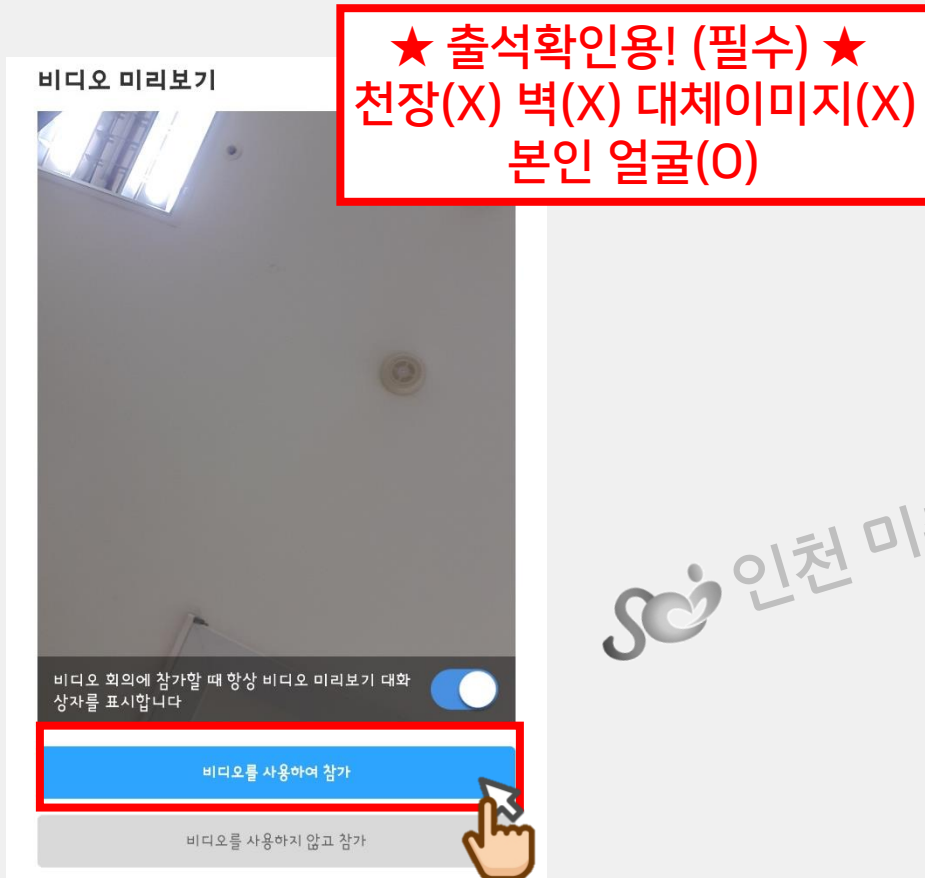 ★ 출석확인용! (필수) ★
천장(X) 벽(X) 대체이미지(X)
본인 얼굴(O)
비디오 미리보기
인천
비디오 회의에 참가할 때 항상 비디오 미리보기 대화
상자를 표시합니다
비디오를 사용하여 참가
비디오를 사용하지 않고 참가